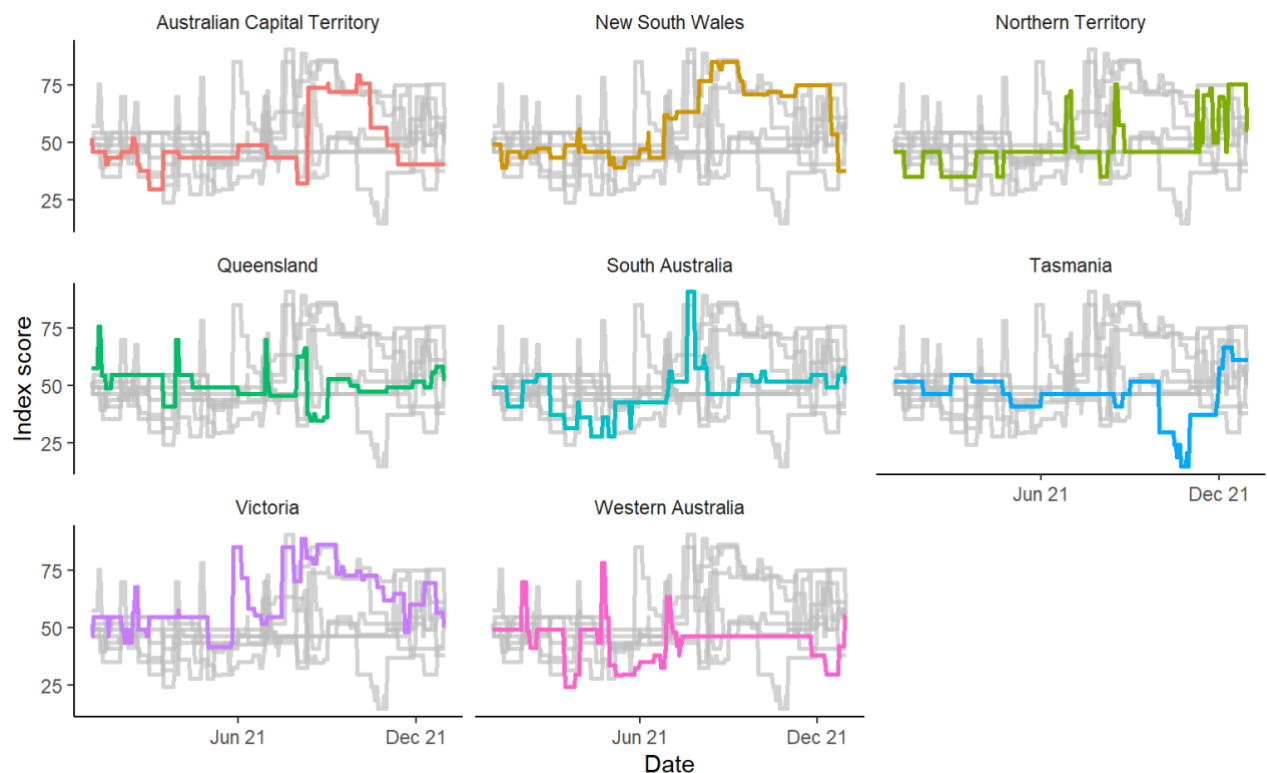 Australian Capital Territory
New South Wales
Northern Territory
75
50
25
Queensland
South Australia
Tasmania
Index score
75
50
25
Jun 21
Dec 21
Victoria
Western Australia
75
50
25
Jun 21
Dec 21
Jun 21
Dec 21
Date